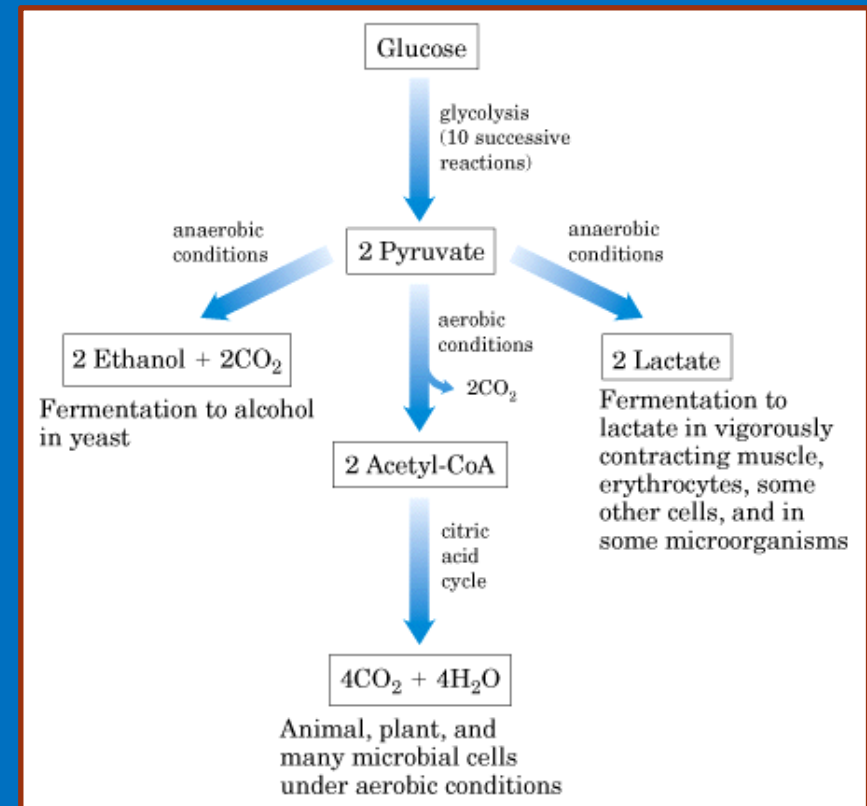 Glucose
glycolysis
(10 successive
reactions)
anaerobic
conditions
2 Pyruvate
anaerobic
conditions
2 Ethanol + 2CO₂
Fermentation to alcohol
in yeast
aerobic
conditions
2CO₂
2 Lactate
Fermentation to
lactate in vigorously
contracting muscle,
erythrocytes, some
other cells, and in
some microorganisms
2 Acetyl-CoA
citric
acid
cycle
4CO₂ + 4H₂O
Animal, plant, and
many microbial cells
under aerobic conditions